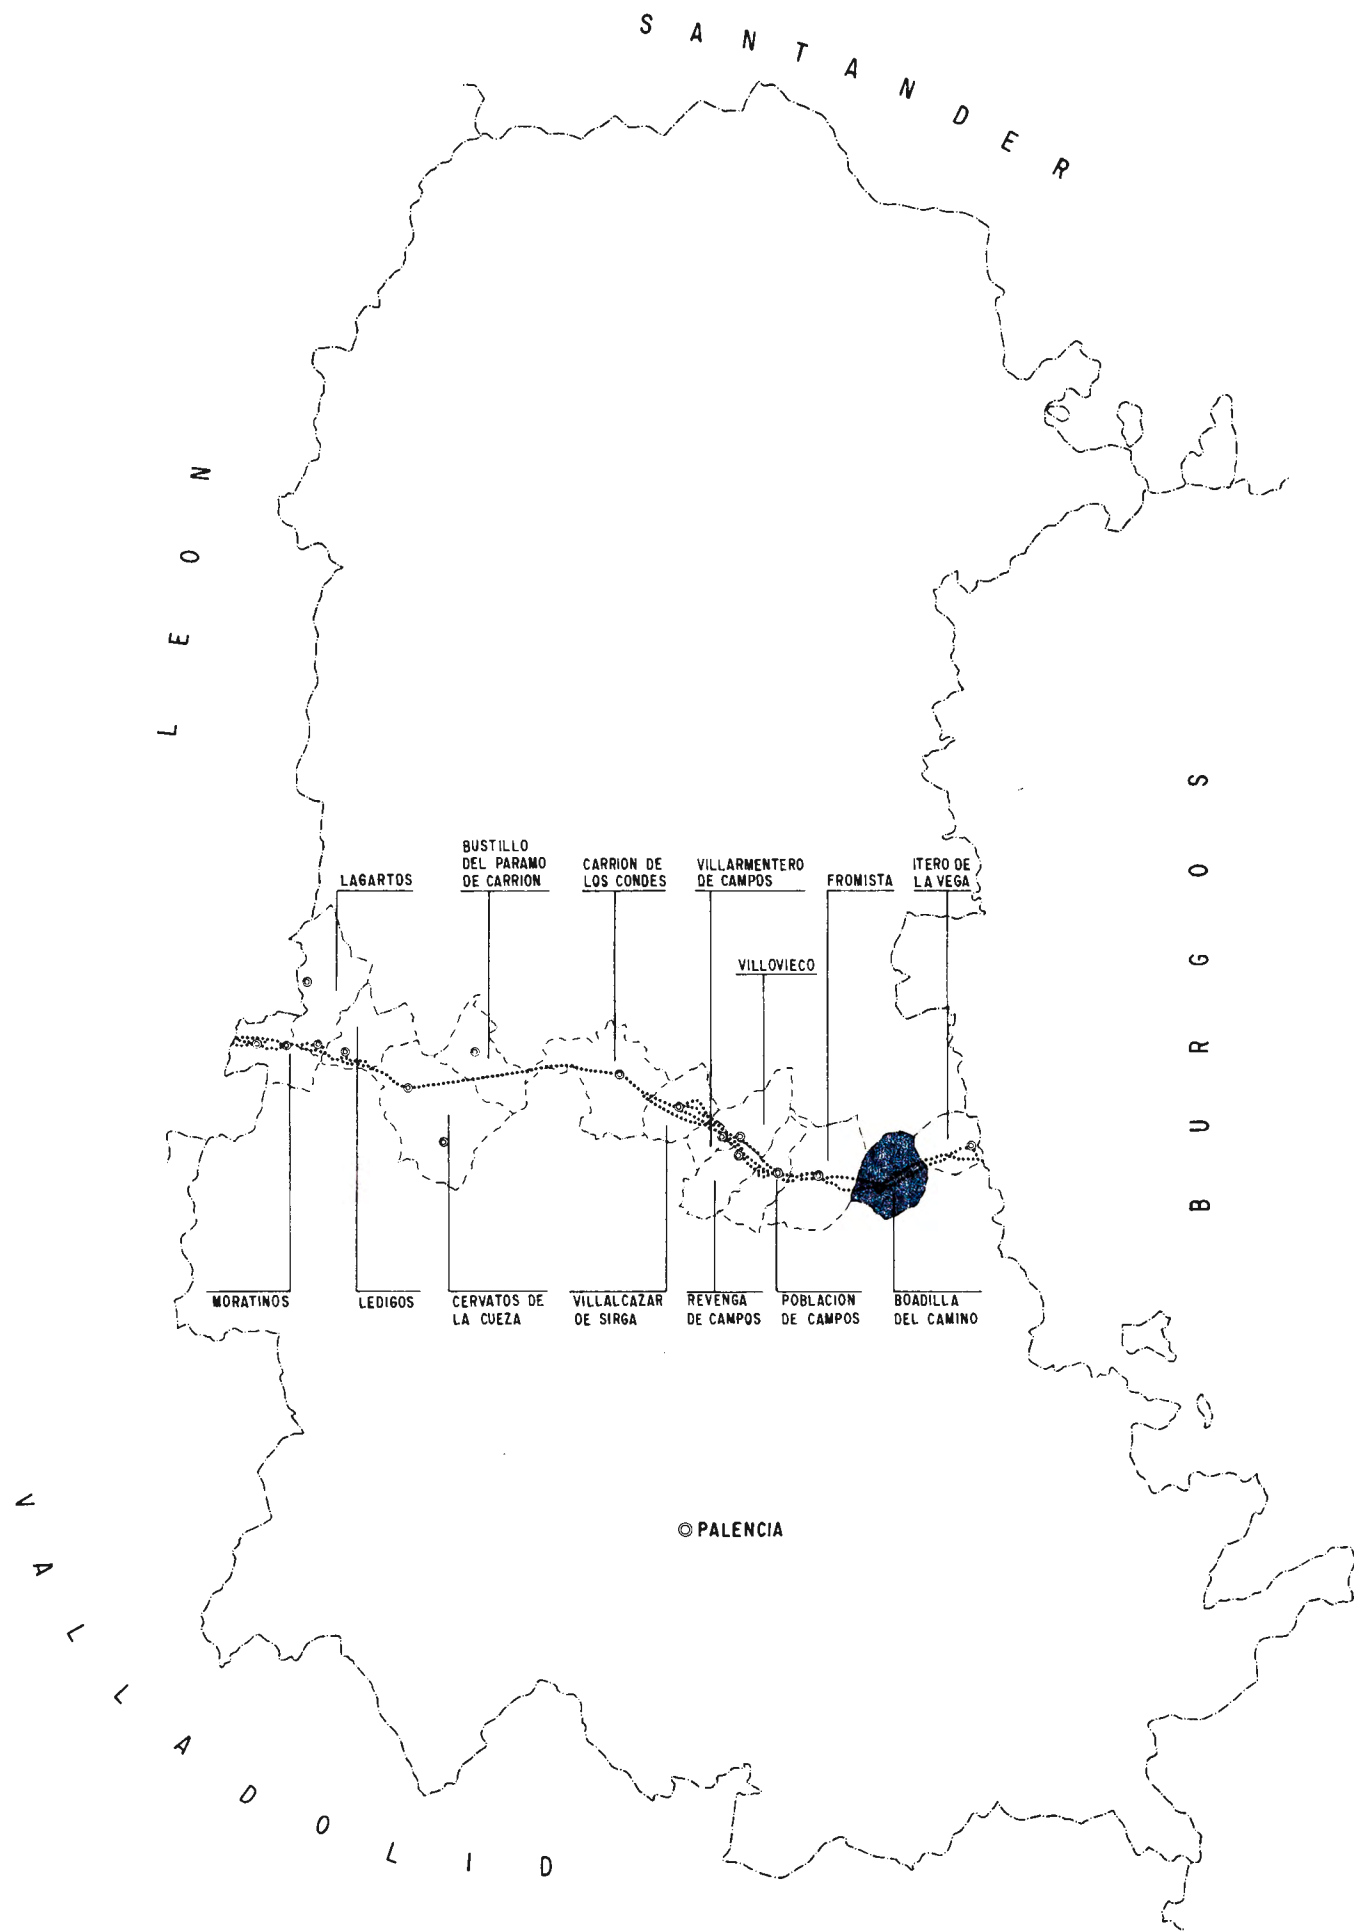 SANTANDER
LEON
BURGOS
BUSTILLO
DEL PARAMO
DE CARRION
LAGARTOS
CARRION DE
LOS CONDES
VILLARMENTERO
DE CAMPOS
FROMISTA
ITERO DE
LA VEGA
VILLOVIECO
MORATINOS
LEDIGOS
CERVATOS DE
LA CUEZA
VILLALCAZAR
DE SIRGA
REVENGA
DE CAMPOS
POBLACION
DE CAMPOS
BOADILLA
DEL CAMINO
PALENCIA
VALLADOLID